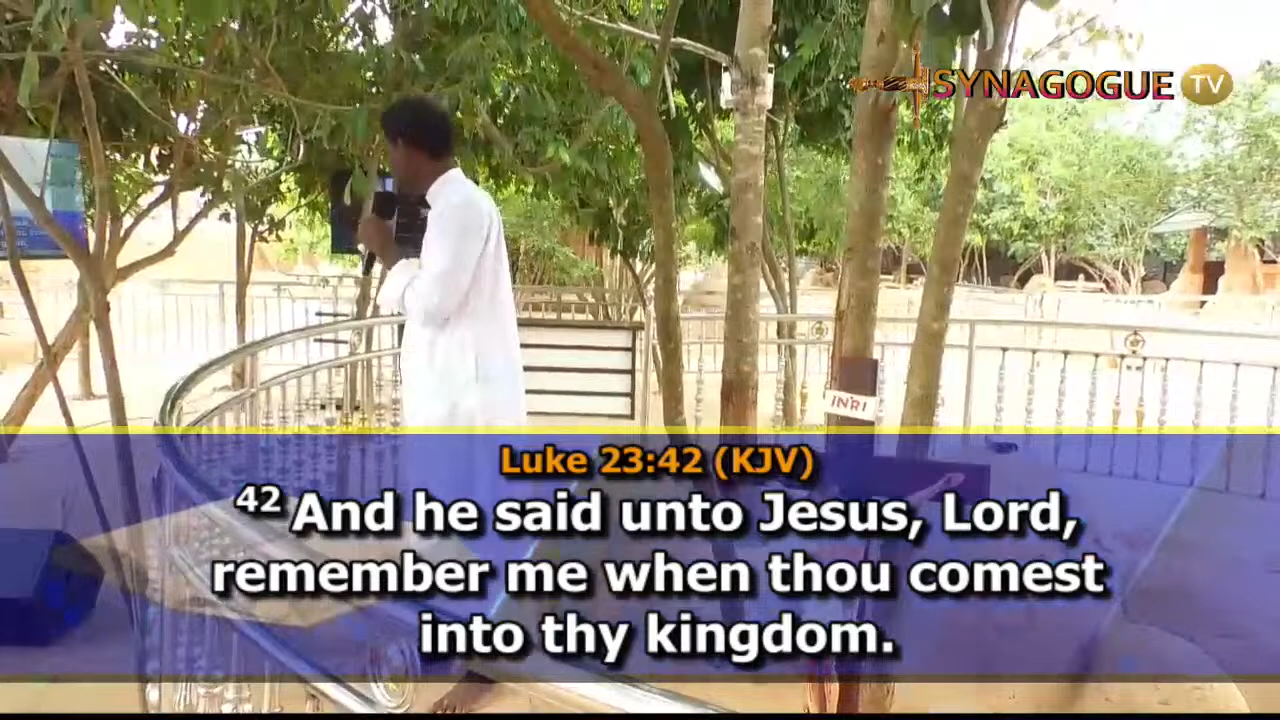 SYNAGOGUE TV
INRI
Luke 23:42 (KJV)
42 And he said unto Jesus, Lord,
remember me when thou comest
into thy kingdom.